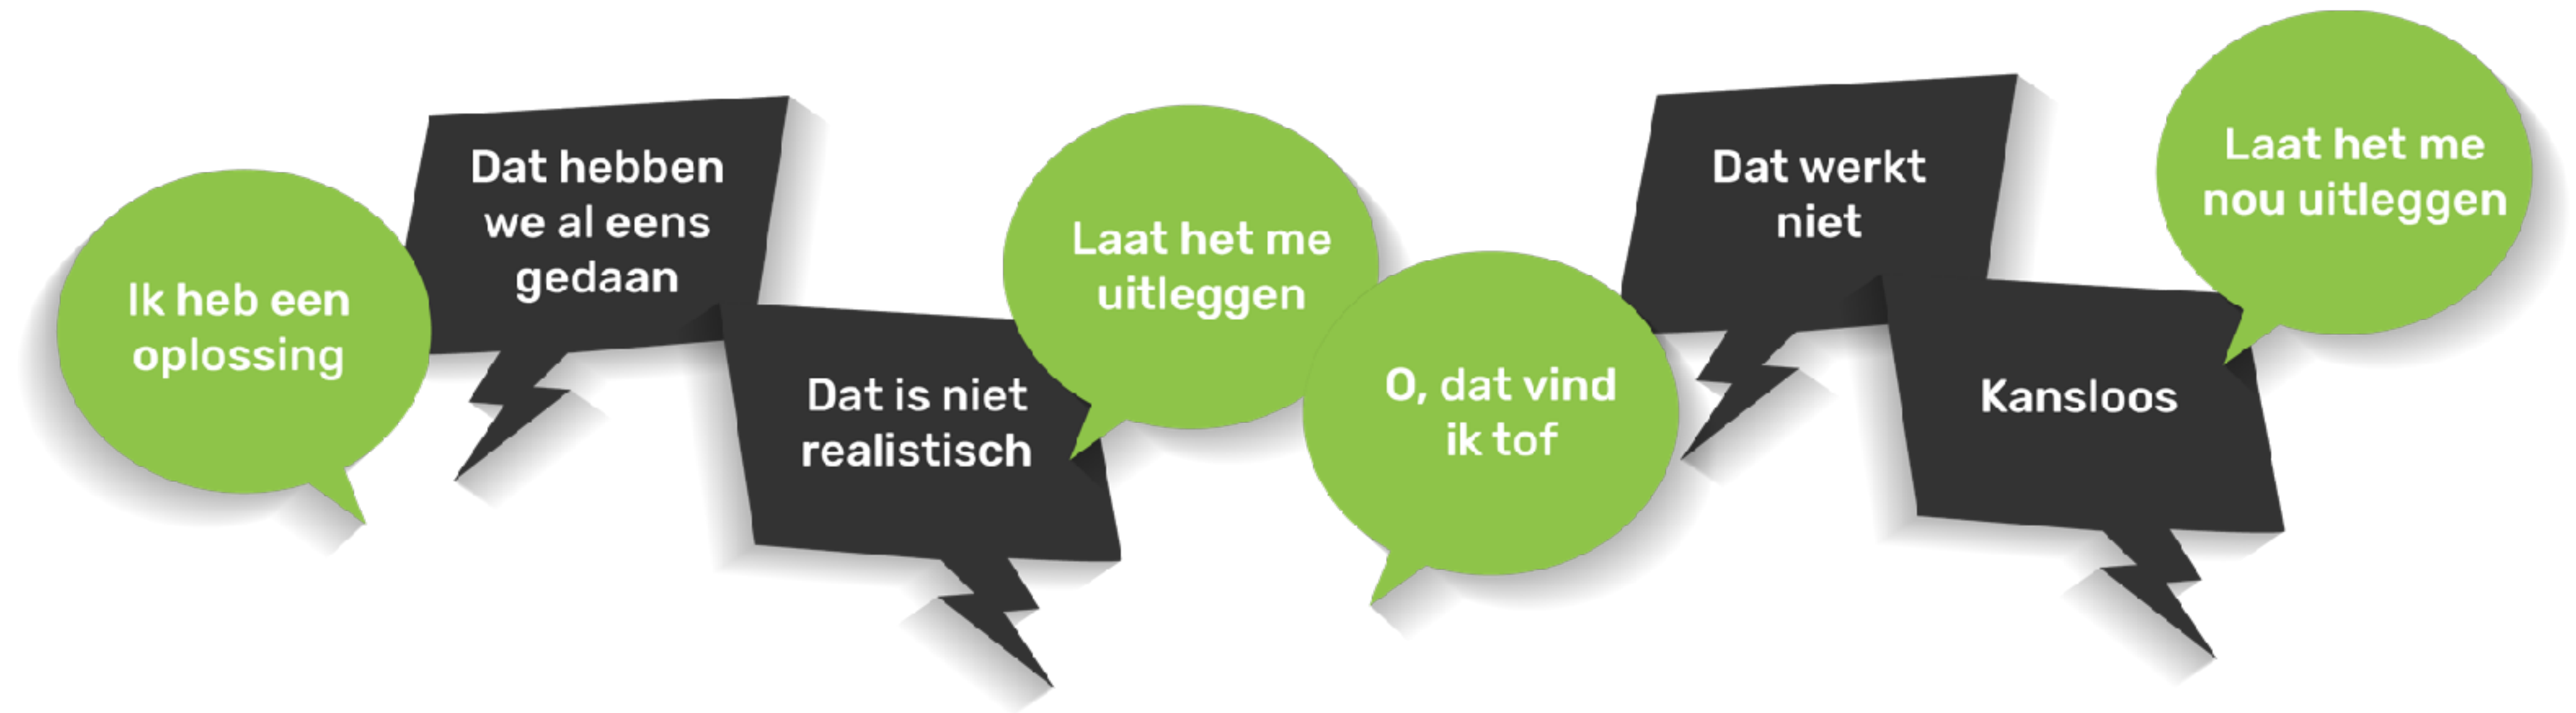 Ik heb een
oplossing
Dat hebben
we al eens
gedaan
Dat is niet
realistisch
Laat het me
uitleggen
O, dat vind
ik tof
Dat werkt
niet
Kansloos
Laat het me
nou uitleggen